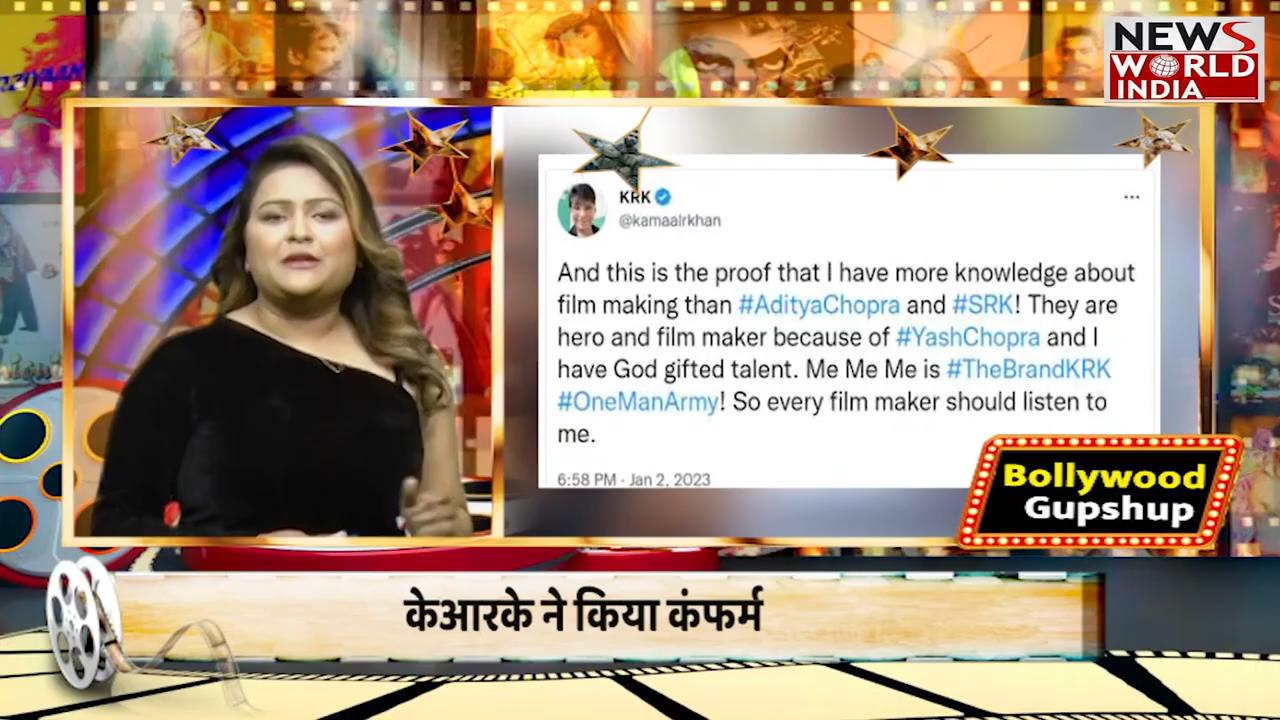 NEWS
WORLD
INDIA
KRK
@kamaalrkhan
And this is the proof that I have more knowledge about
film making than #AdityaChopra and #SRK! They are
hero and film maker because of #YashChopra and I
have God gifted talent. Me Me Me is #TheBrandKRK
#OneManArmy! So every film maker should listen to
me.
6:58 PM · Jan 2, 2023
Bollywood
Gupshup
केआरके ने किया कंफर्म